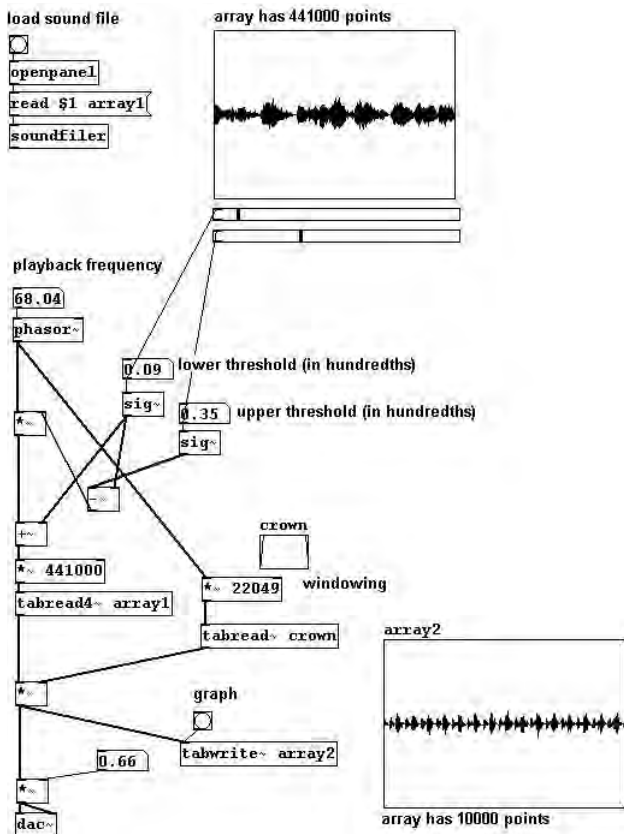 load sound file
array has 441000 points
openpanel
read $1 array1
soundfiler
playback frequency
68.04
phasor~
0.09 lower threshold (in hundredths)
sig~
*~
0.35 upper threshold (in hundredths)
sig~
-~
+~
crown
*~ 441000
*~ 22049
windowing
tabread4~ array1
tabread~ crown
array2
*~
graph
tabwrite~ array2
0.66
*~
dac~
array has 10000 points